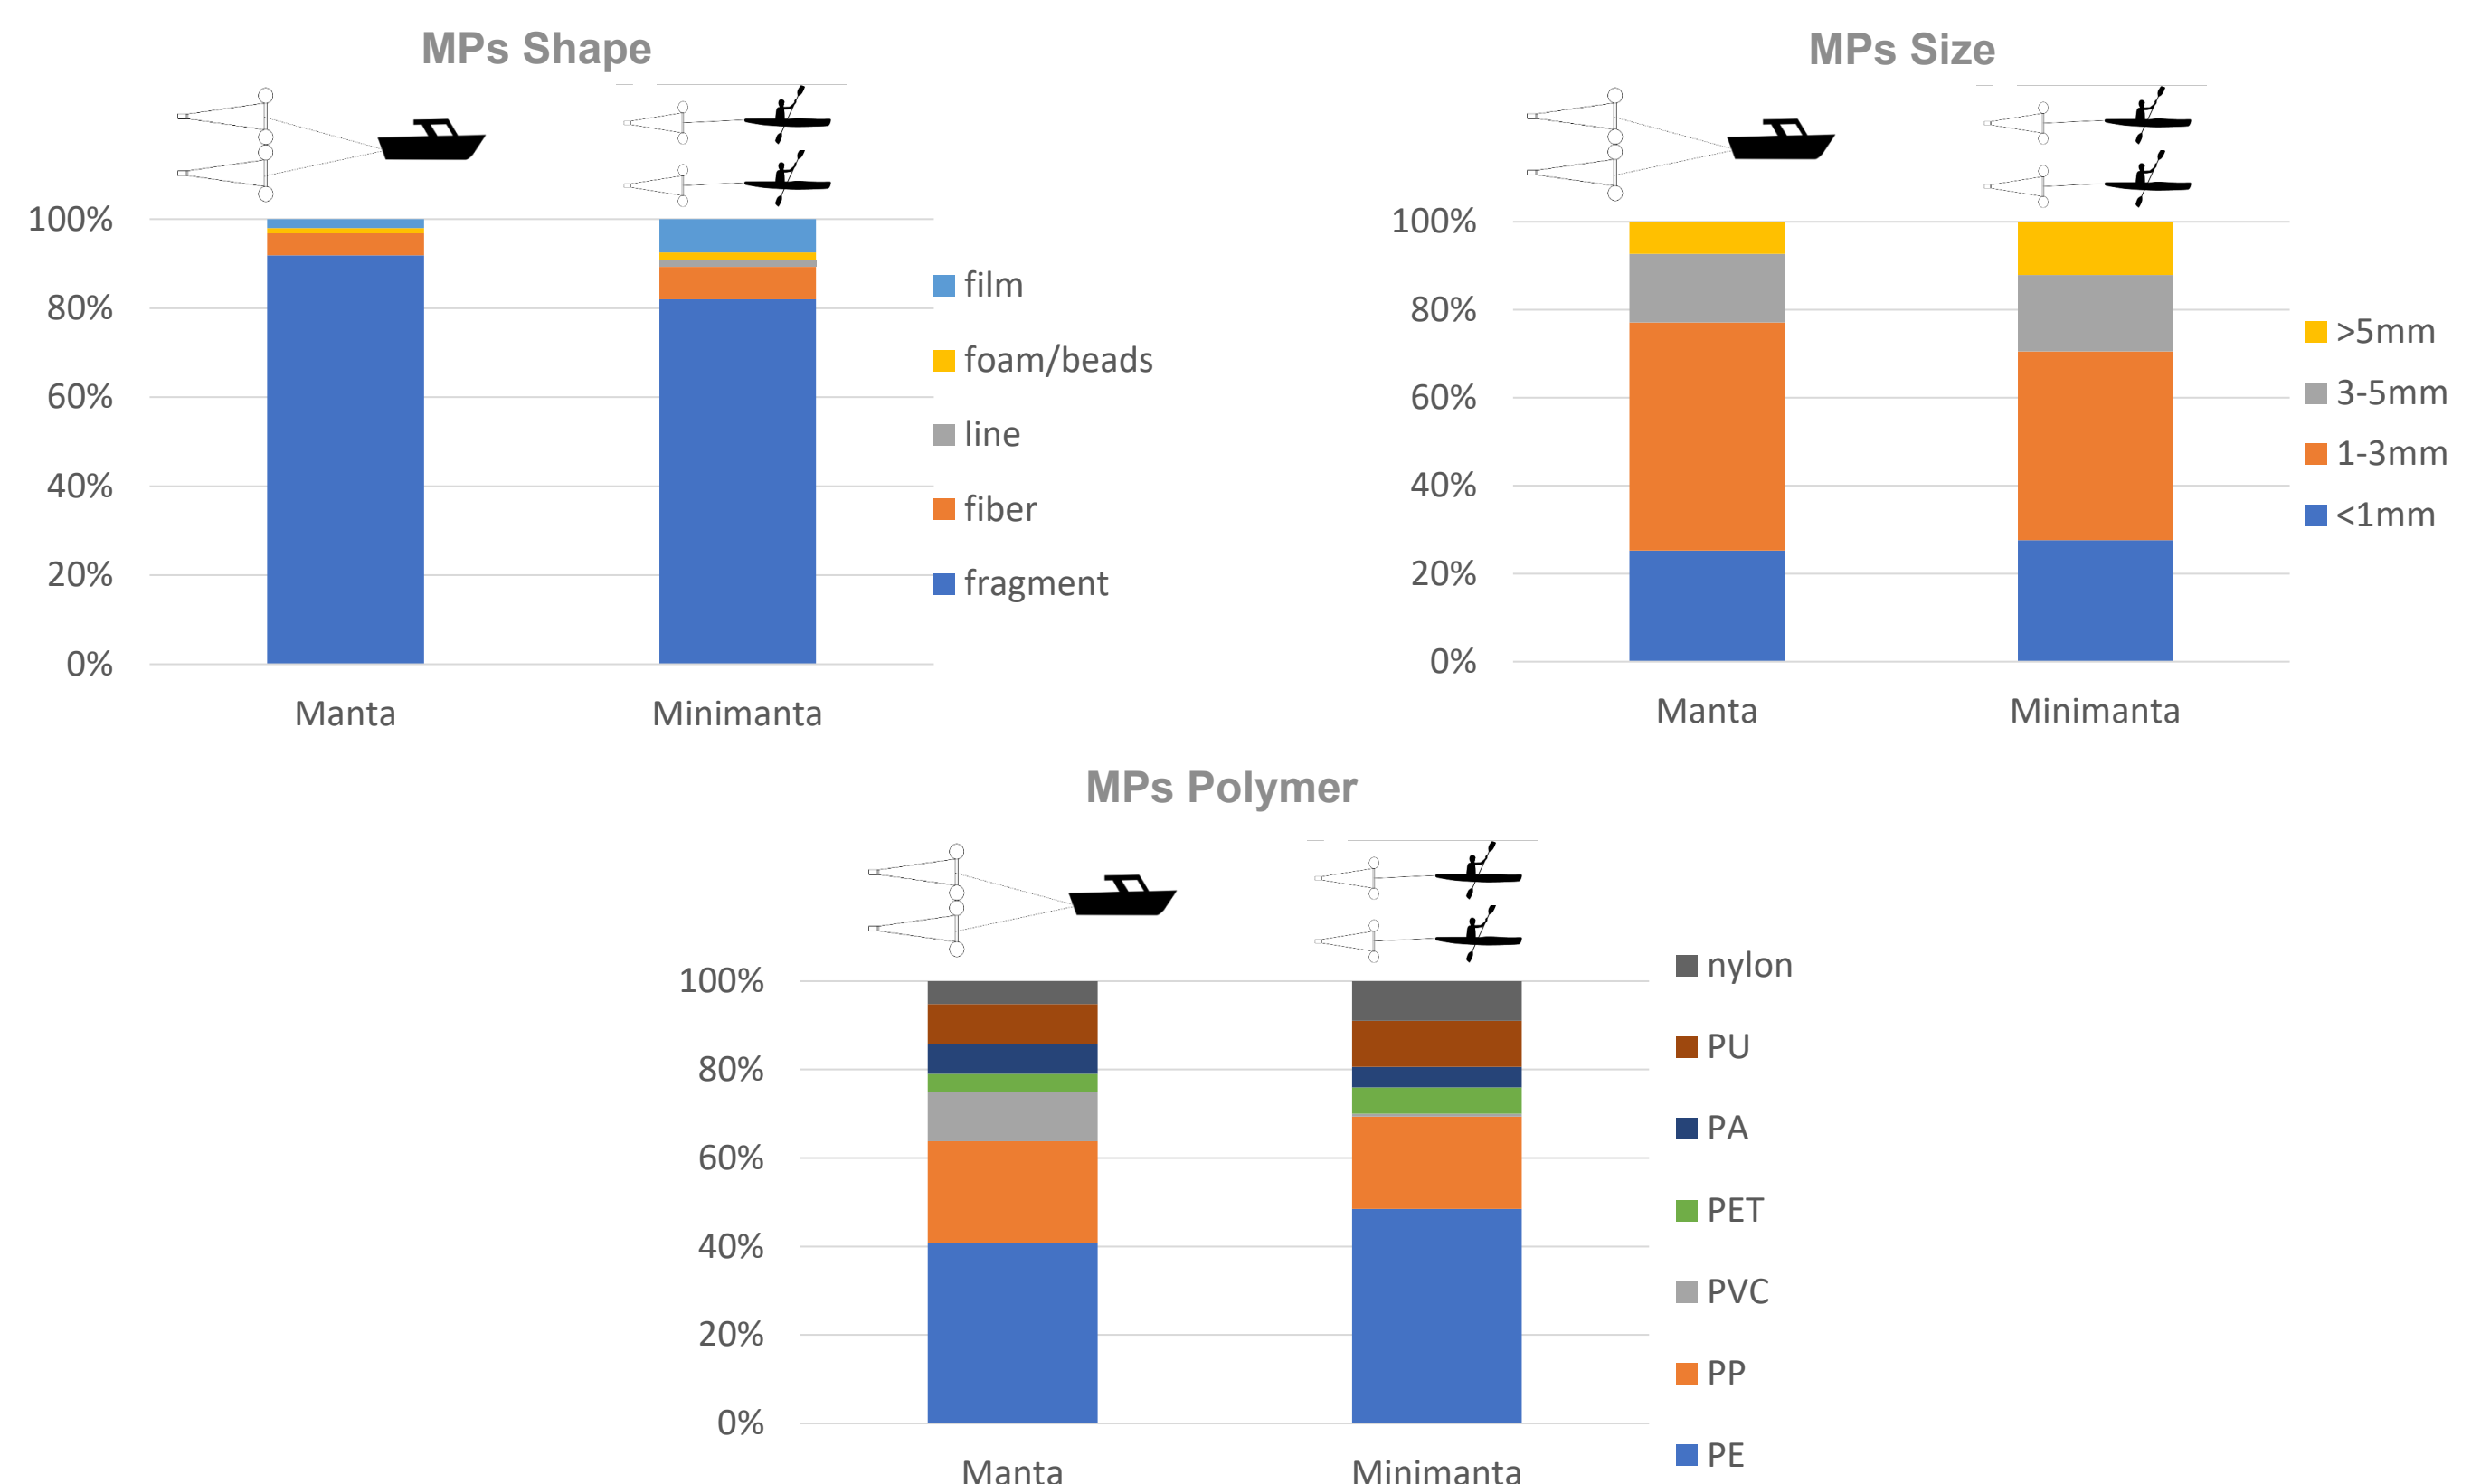 MPs Shape
100%
80%
60%
40%
20%
0%
Manta Minimanta
film
foam/beads
line
fiber
fragment
MPs Size
100%
80%
60%
40%
20%
0%
Manta Minimanta
>5mm
3-5mm
1-3mm
<1mm
MPs Polymer
100%
80%
60%
40%
20%
0%
Manta Minimanta
nylon
PU
PA
PET
PVC
PP
PE